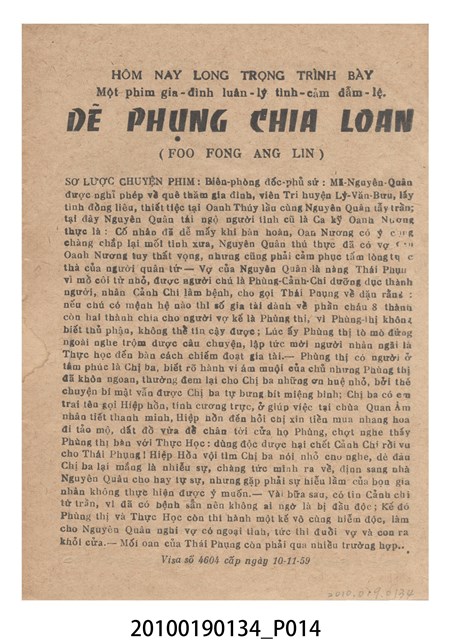 HÔM NAY LONG TRỌNG TRÌNH BÀY
Một phim gia-đình luân-lý tình-cảm đẫm-lệ.
DẼ PHỤNG CHIA LOAN
( FOO FONG ANG LIN )
SƠ LƯỢC CHUYỆN PHIM : Biên-phòng đốc-phủ sứ : Mã-Nguyên-Quân
được nghỉ phép về quê thăm gia đình, viên Tri huyện Lý-Văn-Bưu, lấy
tình đồng liêu, thiết tiệc tại Oanh Thúy lầu cùng Nguyên Quân tẩy trần;
tại đây Nguyên Quân tái ngộ người tình cũ là Ca kỹ Oanh Nương
thực là : Cố nhân đã dễ mấy khi bàn hoàn, Oan Nương có ý
chàng chắp lại mối tình xưa, Nguyên Quân thú thực đã có vợ
Oanh Nương tuy thất vọng, nhưng cũng phải cảm phục tấm lòng
thà của người quân-tử — Vợ của Nguyên Quân là nàng Thái
vì mồ côi từ nhỏ, được người chú là Phùng-Cảnh-Chi dưỡng dục thành
người, nhân Cảnh Chi lâm bệnh, cho gọi Thái Phụng về dặn rằng :
nếu chú có mệnh hệ nào thì số gia tài dành về phần cháu 8 thành
còn hai thành chia cho người vợ kế là Phùng thị, vì Phùng thị không
biết thủ phận, không thể tin cậy được ; Lúc ấy Phùng thị tò mò đứng
ngoài nghe trộm được câu chuyện, lập tức mời người nhân ngãi là
Thực Học đến bàn cách chiếm đoạt gia tài.— Phùng thị có người ở
tâm phúc là Chị ba, biết rõ hành vi ám muội của chủ nhưng Phùng thị
đã khôn ngoan, thường đem lại cho Chị ba những ơn huệ nhỏ, bởi thế
chuyện bí mật vẫn được Chị ba tự bưng bít miệng bình; Chị ba có em
trai tên gọi Hiệp hòn, tính cương trực, ở giúp việc tại chùa Quan Âm
nhân tiết thanh minh, Hiệp hòn đến hỏi chị xin tiền mua nhang hoa
đi tảo mộ, dắt đồ vừa để chân tới cửa họ Phùng, chợt nghe thấy
Phùng thị bàn với Thực Học : dùng độc dược hại chết Cảnh Chi rồi vu
cho Thái Phụng ! Hiệp Hòa vội tìm Chị ba nói nhỏ cho nghe, dè đâu
Chị ba lại mắng là nhiều sự, chàng tức mình ra về, định sang nhà
Nguyên Quân cho hay tự sự, nhưng gặp phải sự hiểu lầm của bọn gia
nhân không thực hiện được ý muốn.— Vài bữa sau, có tin Cảnh Chi
từ trần, vì đã có bệnh sẵn nên không ai ngờ là bị đầu độc ; Kế đó
Phùng thị và Thực Học còn thi hành một kế vô cùng hiểm độc, làm
cho Nguyên Quân nghi vợ có ngoại tình, tức thì đuổi vợ và con ra
khỏi cửa.— Mối oan của Thái Phụng còn phải qua nhiều trường hợp..
Visa số 4604 cấp ngày 10-11-59
2010.019.0134
20100190134_P014